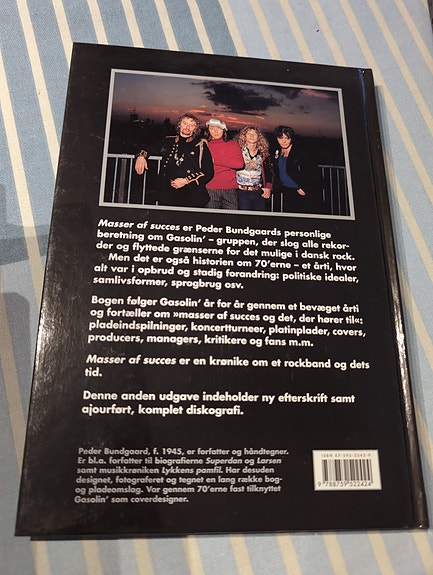 Masser af succes er Peder Bundgaards personlige
beretning om Gasolin' – gruppen, der slog alle rekor-
der og flyttede grænserne for det mulige i dansk rock.
Men det er også historien om 70'erne – et årti, hvor
alt var i opbrud og stadig forandring: politiske idealer,
samlivsformer, sprogbrug osv.
Bogen følger Gasolin' år for år gennem et bevæget årti
og fortæller om »masser af succes og det, der hører til«:
pladeindspilninger, koncertturneer, platinplader, covers,
producers, managers, kritikere og fans m.m.
Masser af succes er en krønike om et rockband og dets
tid.
Denne anden udgave indeholder ny efterskrift samt
ajourført, komplet diskografi.
Peder Bundgaard, f. 1945, er forfatter og håndtegner.
Er bl.a. forfatter til biografierne Superdan og Larsen
samt musikkrøniken Lykkens pamfil. Har desuden
designet, fotograferet og tegnet en lang række bog-
og pladeomslag. Var gennem 70'erne fast tilknyttet
Gasolin' som coverdesigner.
9 788759 522424